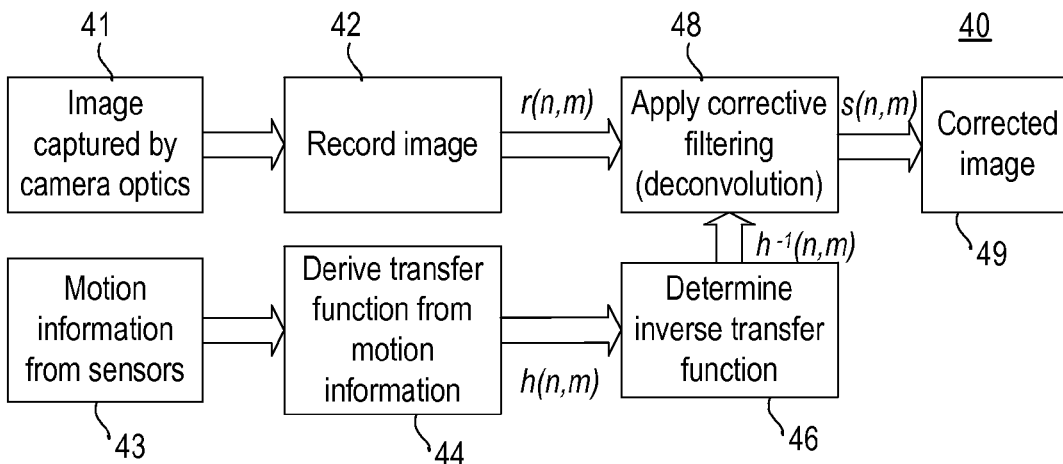 41
42
48
40
Image
captured by
camera optics
Record image
r(n,m)
Apply corrective
filtering
(deconvolution)
s(n,m)
Corrected
image
49
Motion
information
from sensors
43
Derive transfer
function from
motion
information
44
h(n,m)
h⁻¹(n,m)
Determine
inverse transfer
function
46